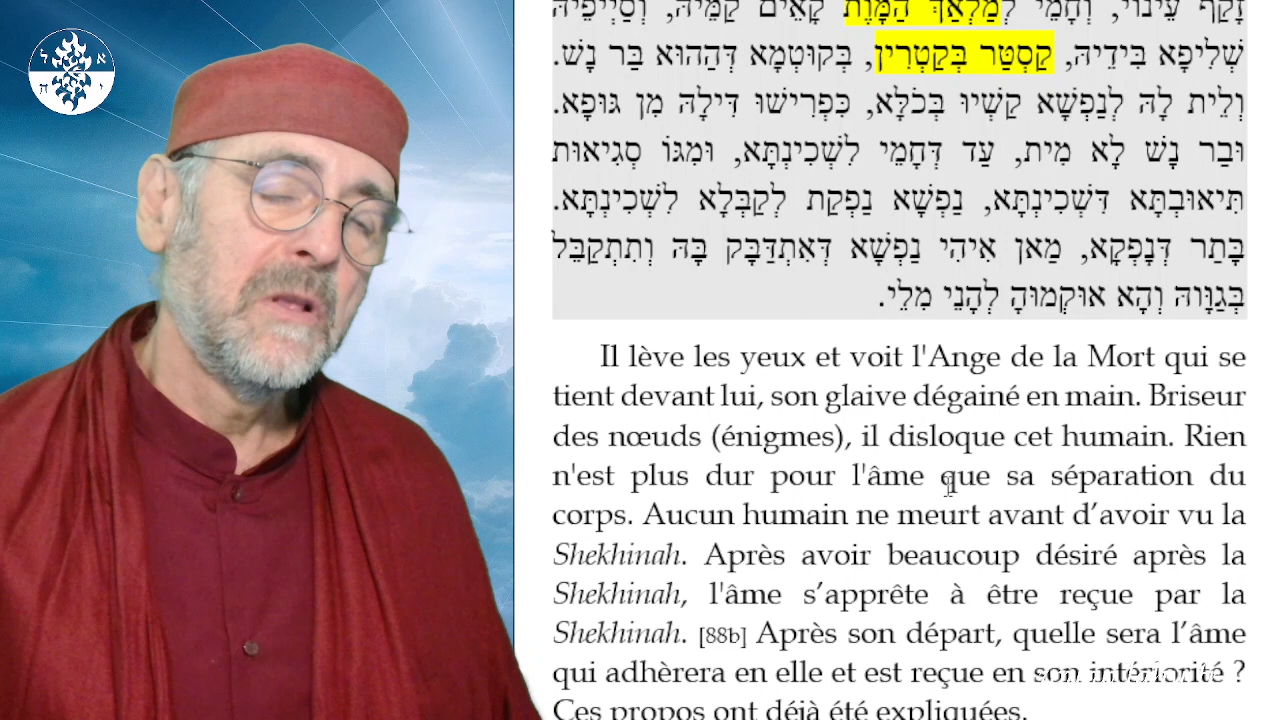 זָקַף עֵינוֹי, וְחָמֵי לְמַלְאַךְ הַמָּוֶת קָאֵים קַמֵּיהּ, וְסַיְיפֵיהּ
שְׁלִיפָא בִּידֵיהּ, קַסְטַר בְּקַטְרִין, בְּקוּטְמָא דְּהַהוּא בַּר נָשׁ.
וְלֵית לָהּ לְנַפְשָׁא קַשְׁיוּ בְּכֹלָּא, כִּפְרִישׁוּ דִּילָהּ מִן גּוּפָא.
וּבַר נָשׁ לָא מִית, עַד דְּחָמֵי לִשְׁכִינְתָּא, וּמִגּוֹ סְגִיאוּת
תִּיאוּבְתָּא דִּשְׁכִינְתָּא, נַפְשָׁא נַפְקַת לְקַבְּלָא לִשְׁכִינְתָּא.
בָּתַר דְּנָפְקָא, מַאן אִיהִי נַפְשָׁא דְּאִתְדַּבָּק בָּהּ וְתִתְקַבֵּל
בְּגַוָּוהּ וְהָא אוּקְמוּהָ לְהָנֵי מִלֵּי.
Il lève les yeux et voit l'Ange de la Mort qui se
tient devant lui, son glaive dégainé en main. Briseur
des nœuds (énigmes), il disloque cet humain. Rien
n'est plus dur pour l'âme que sa séparation du
corps. Aucun humain ne meurt avant d’avoir vu la
Shekhinah. Après avoir beaucoup désiré après la
Shekhinah, l'âme s’apprête à être reçue par la
Shekhinah. [88b] Après son départ, quelle sera l’âme
qui adhèrera en elle et est reçue en son intériorité ?
Ces propos ont déjà été expliquées.
א
ל
ה
י